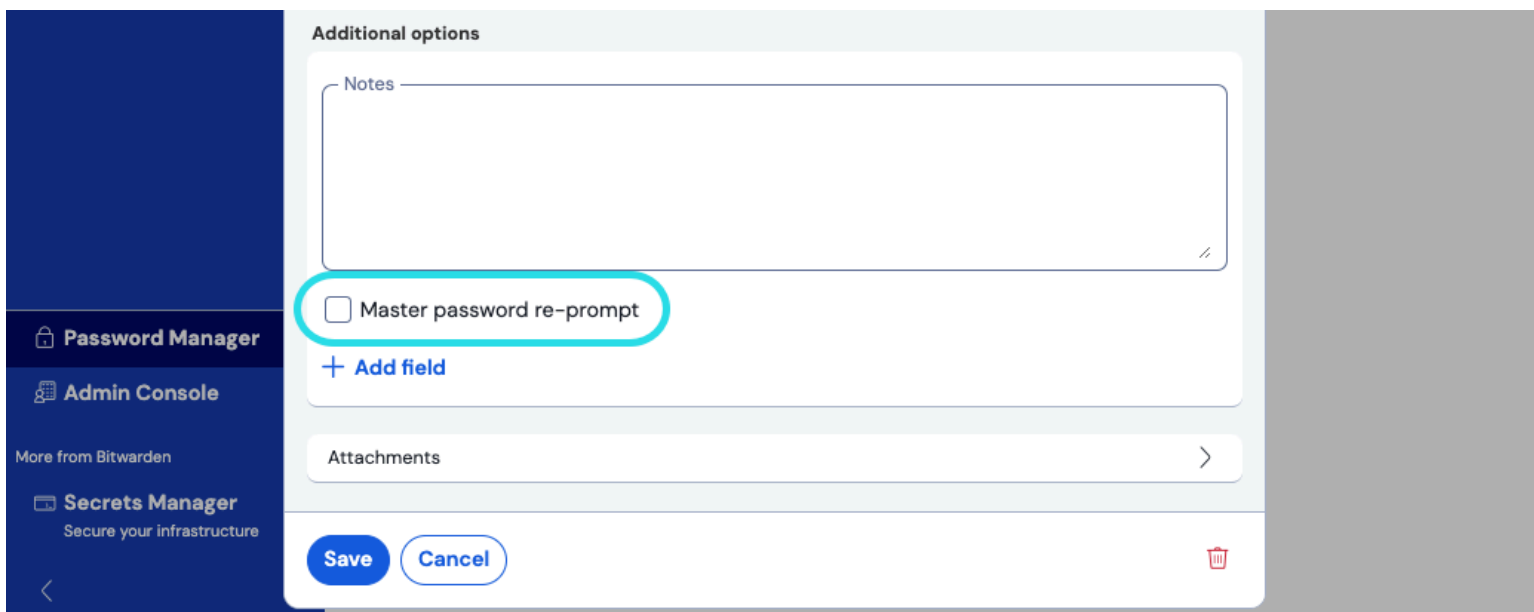 Additional options
Notes
Master password re-prompt
Add field
Attachments
Save
Cancel
Password Manager
Admin Console
More from Bitwarden
Secrets Manager
Secure your infrastructure